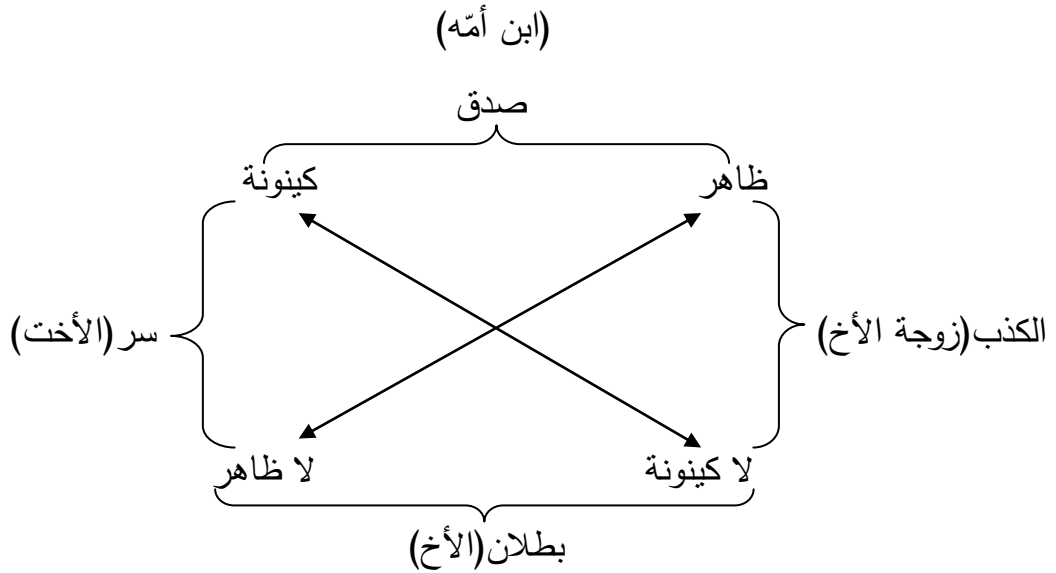 (ابن أمّه)
صدق
ظاهر
كينونة
الكذب(زوجة الأخ)
سر(الأخت)
لا كينونة
لا ظاهر
بطلان(الأخ)